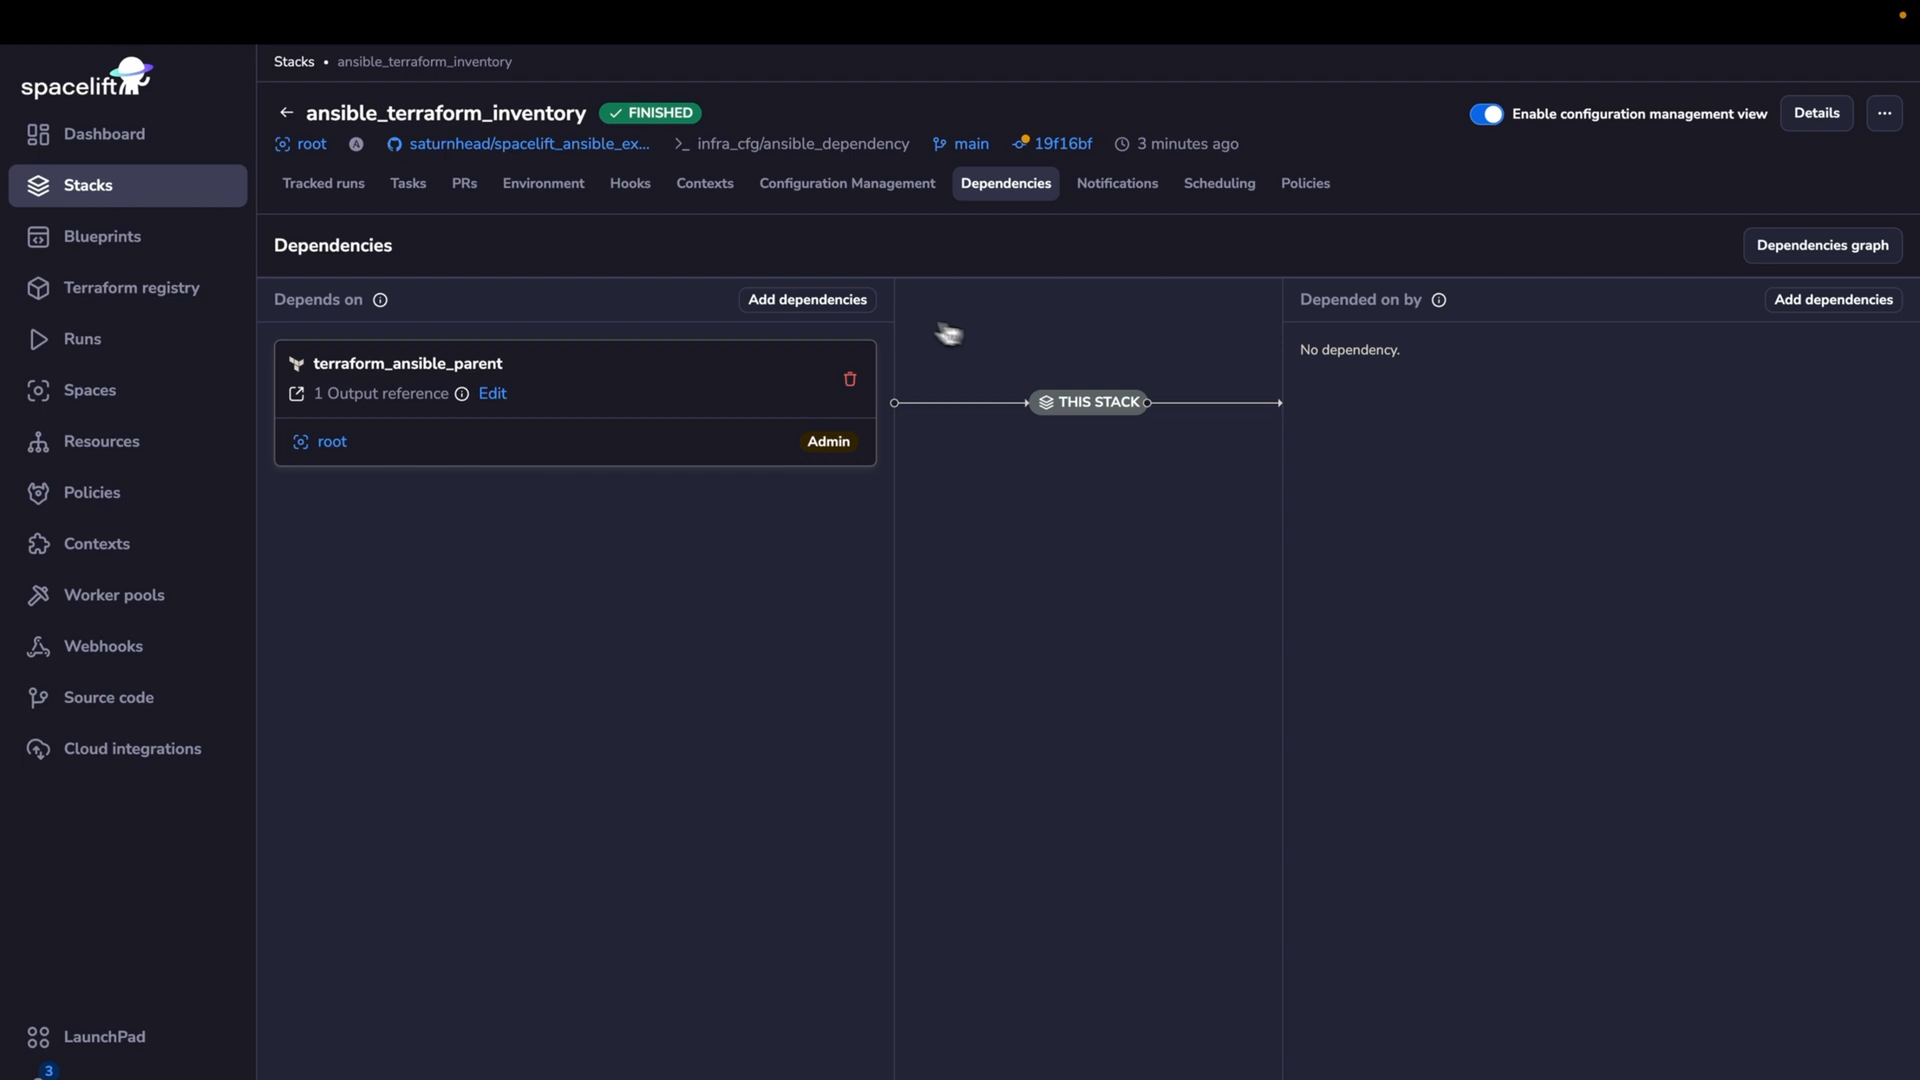 spacelift
Dashboard
Stacks
Blueprints
Terraform registry
Runs
Spaces
Resources
Policies
Contexts
Worker pools
Webhooks
Source code
Cloud integrations
LaunchPad
3
Stacks • ansible_terraform_inventory
ansible_terraform_inventory FINISHED
Enable configuration management view Details
root A saturnhead/spacelift_ansible_ex... infra_cfg/ansible_dependency main 19f16bf 3 minutes ago
Tracked runs Tasks PRs Environment Hooks Contexts Configuration Management Dependencies Notifications Scheduling Policies
Dependencies Dependencies graph
Depends on Add dependencies
terraform_ansible_parent
1 Output reference Edit
root Admin
THIS STACK
Depended on by Add dependencies
No dependency.